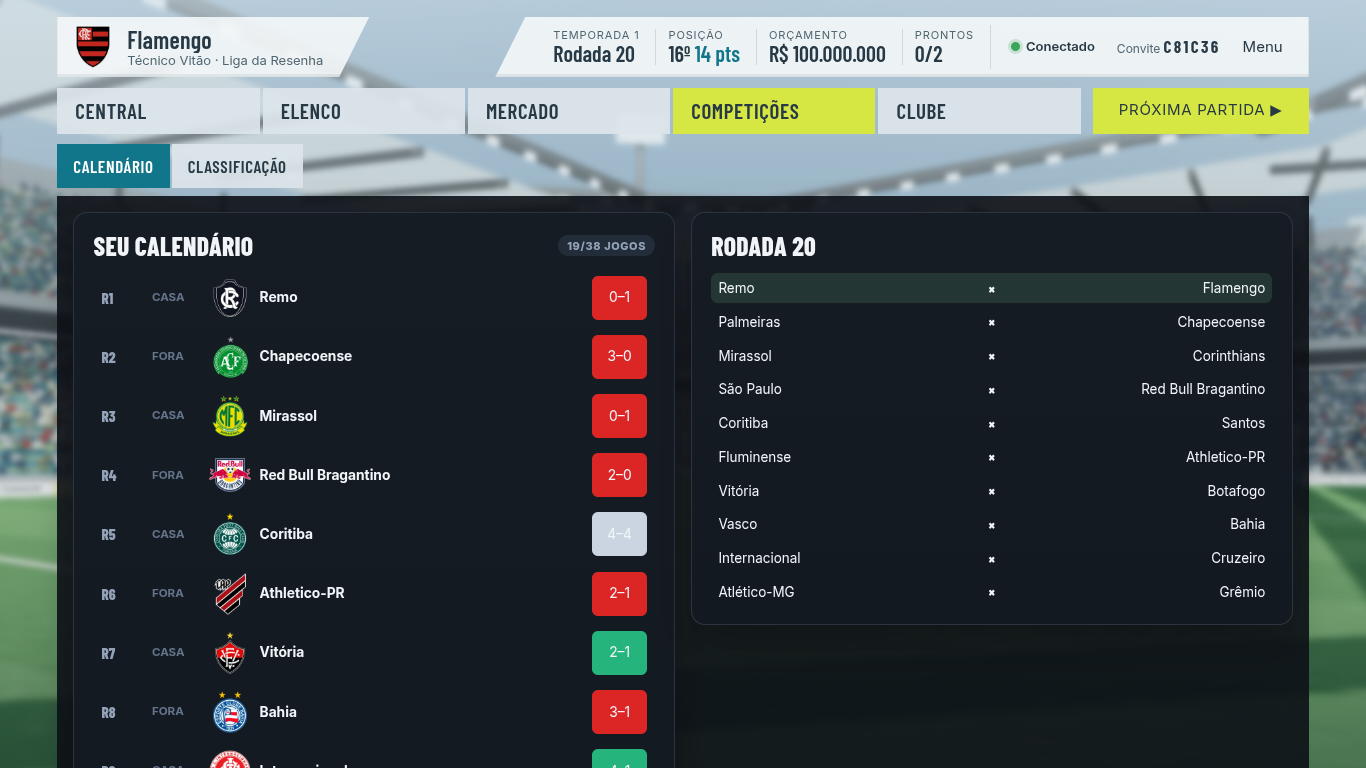 Flamengo
Técnico Vitão · Liga da Resenha
TEMPORADA 1
Rodada 20
POSIÇÃO
16º 14 pts
ORÇAMENTO
R$ 100.000.000
PRONTOS
0/2
Conectado
Convite C81C36
Menu
CENTRAL
ELENCO
MERCADO
COMPETIÇÕES
CLUBE
PRÓXIMA PARTIDA ▶
CALENDÁRIO
CLASSIFICAÇÃO
SEU CALENDÁRIO
19/38 JOGOS
R1 CASA Remo 0–1
R2 FORA Chapecoense 3–0
R3 CASA Mirassol 0–1
R4 FORA Red Bull Bragantino 2–0
R5 CASA Coritiba 4–4
R6 FORA Athletico-PR 2–1
R7 CASA Vitória 2–1
R8 FORA Bahia 3–1
RODADA 20
Remo × Flamengo
Palmeiras × Chapecoense
Mirassol × Corinthians
São Paulo × Red Bull Bragantino
Coritiba × Santos
Fluminense × Athletico-PR
Vitória × Botafogo
Vasco × Bahia
Internacional × Cruzeiro
Atlético-MG × Grêmio